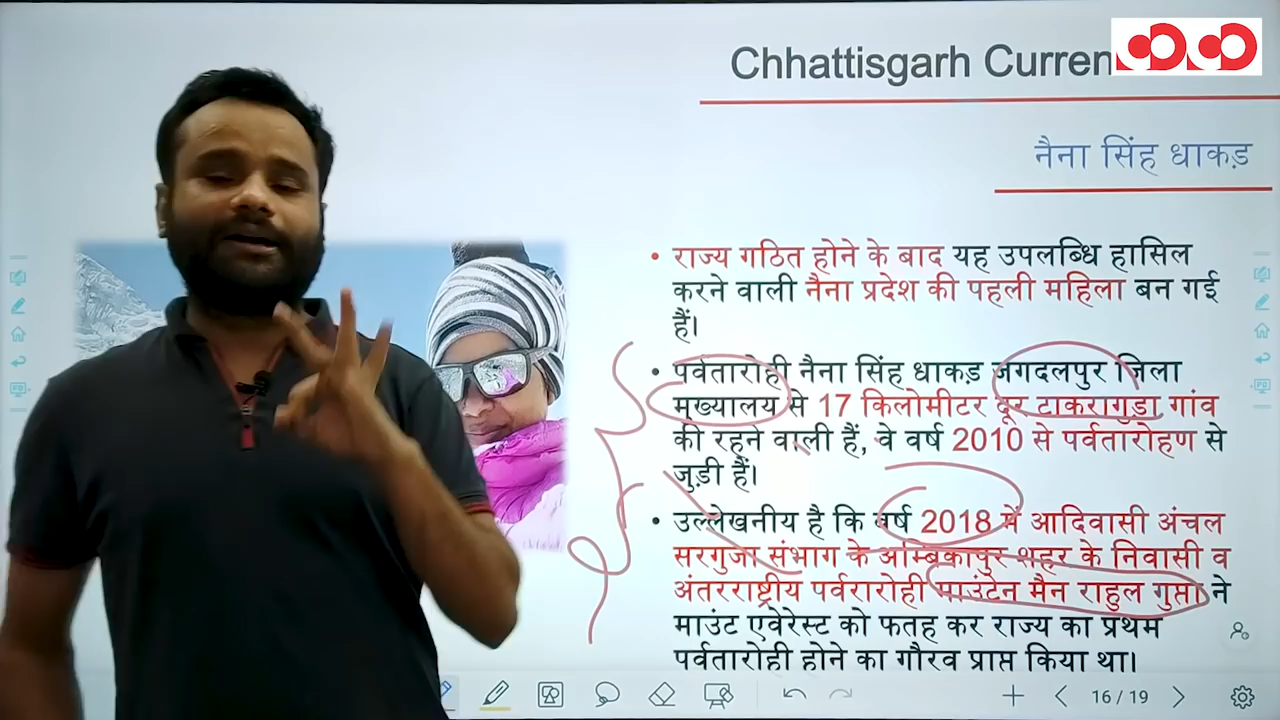 Chhattisgarh Curren
नैना सिंह धाकड़
• राज्य गठित होने के बाद यह उपलब्धि हासिल
करने वाली नैना प्रदेश की पहली महिला बन गई
हैं।
• पर्वतारोही नैना सिंह धाकड़ जगदलपुर जिला
मुख्यालय से 17 किलोमीटर दूर टाकरागुड़ा गांव
की रहने वाली हैं, वे वर्ष 2010 से पर्वतारोहण से
जुड़ी हैं।
• उल्लेखनीय है कि वर्ष 2018 में आदिवासी अंचल
सरगुजा संभाग के अम्बिकापुर शहर के निवासी व
अंतरराष्ट्रीय पर्वरारोही माउंटेन मैन राहुल गुप्ता ने
माउंट एवेरेस्ट को फतह कर राज्य का प्रथम
पर्वतारोही होने का गौरव प्राप्त किया था।
16 / 19